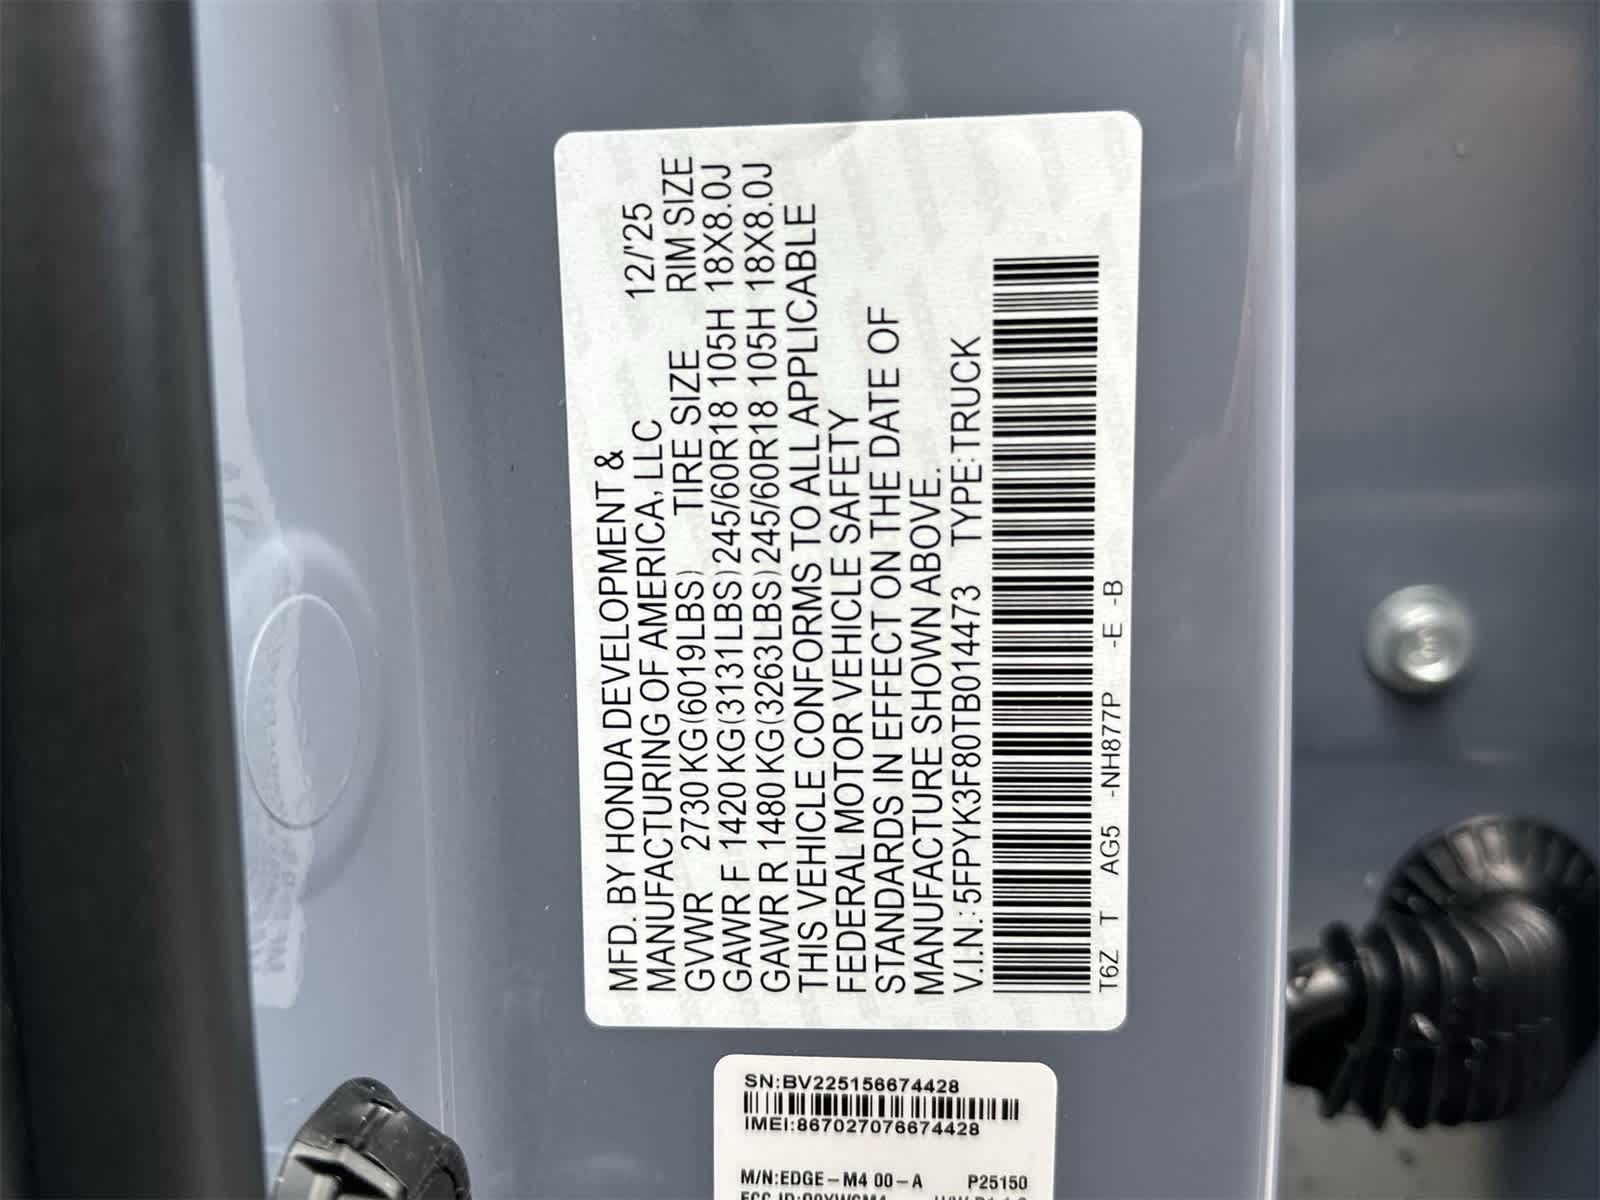 MFD. BY HONDA DEVELOPMENT &
MANUFACTURING OF AMERICA, LLC 12/'25
GVWR 2730 KG(6019LBS) TIRE SIZE RIM SIZE
GAWR F 1420 KG(3131LBS) 245/60R18 105H 18X8.0J
GAWR R 1480 KG(3263LBS) 245/60R18 105H 18X8.0J
THIS VEHICLE CONFORMS TO ALL APPLICABLE
FEDERAL MOTOR VEHICLE SAFETY
STANDARDS IN EFFECT ON THE DATE OF
MANUFACTURE SHOWN ABOVE.
V.I.N.: 5FPYK3F80TB014473 TYPE:TRUCK
T6Z T AG5 -NH877P -E -B
SN:BV225156674428
IMEI:867027076674428
M/N:EDGE-M4 00-A P25150